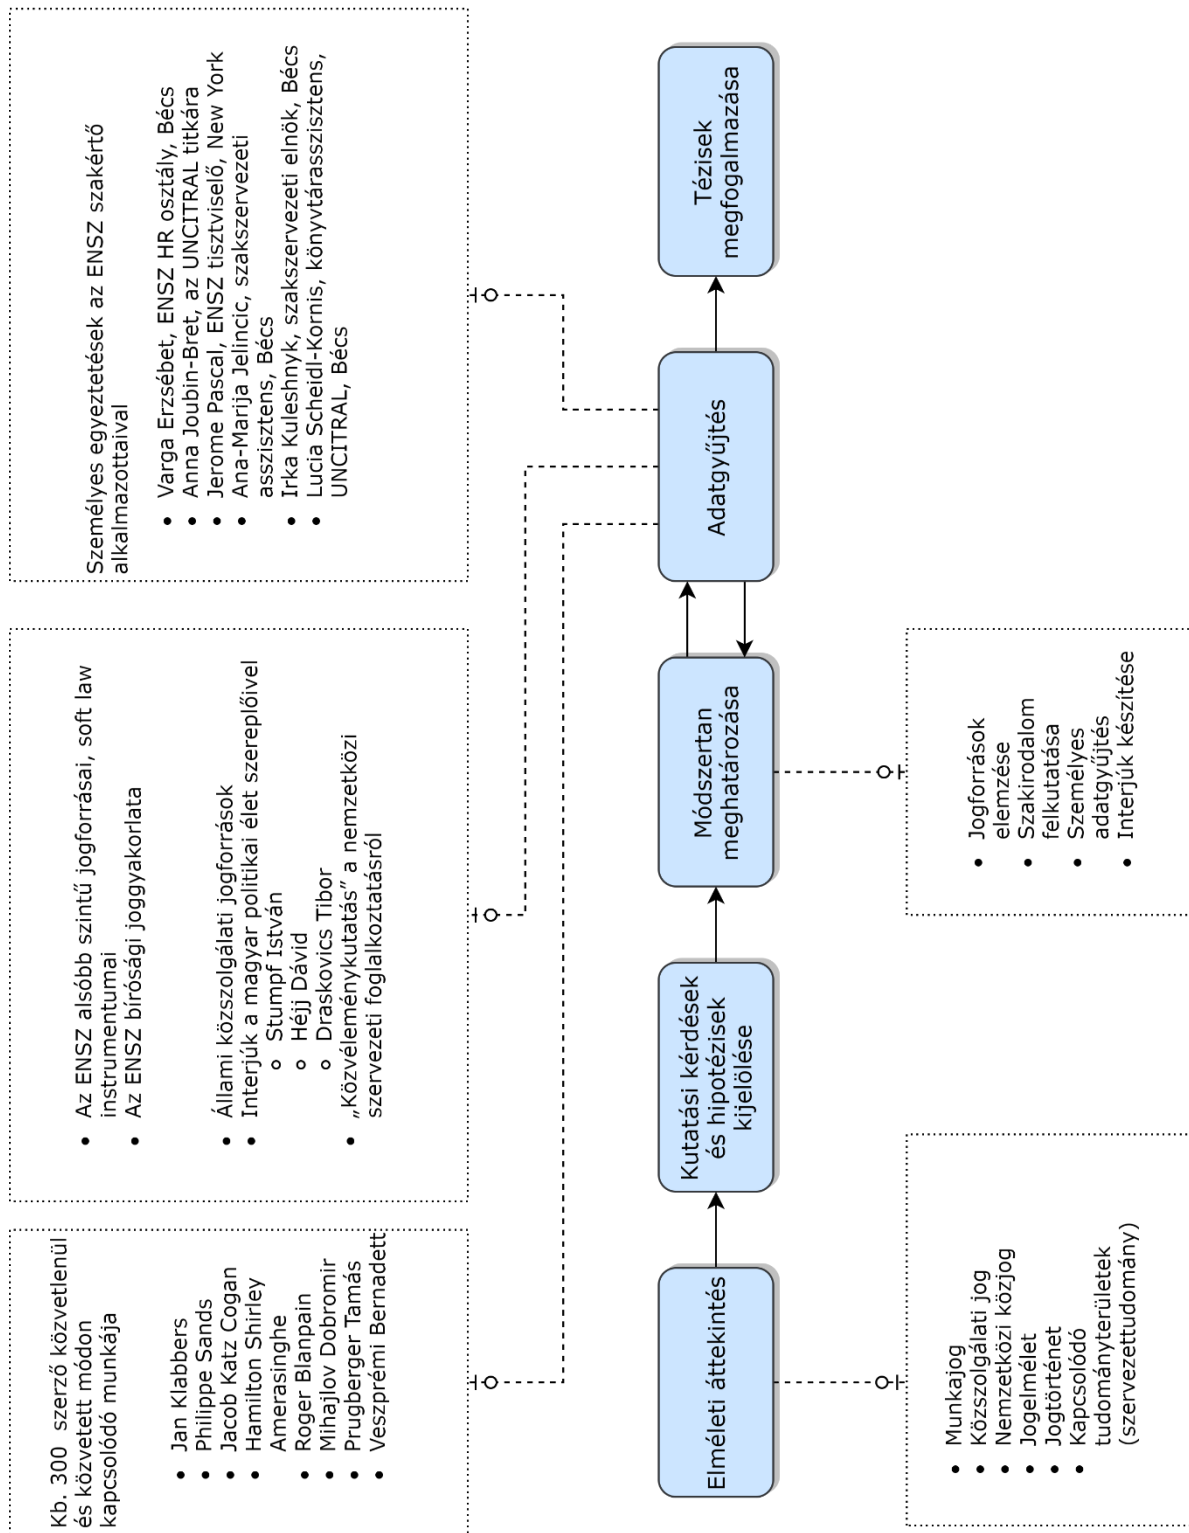 Kb. 300 szerző közvetlenül
és közvetett módon
kapcsolódó munkája
Jan Klabbers
Philippe Sands
Jacob Katz Cogan
Hamilton Shirley
Amerasinghe
Roger Blanpain
Mihajlov Dobromir
Prugberger Tamás
Veszprémi Bernadett
Az ENSZ alsóbb szintű jogforrásai, soft law
instrumentumai
Az ENSZ bírósági joggyakorlata
Állami közszolgálati jogforrások
Interjúk a magyar politikai élet szereplőivel
Stumpf István
Héjj Dávid
Draskovics Tibor
„Közvéleménykutatás” a nemzetközi
szervezeti foglalkoztatásról
Személyes egyeztetések az ENSZ szakértő
alkalmazottaival
Varga Erzsébet, ENSZ HR osztály, Bécs
Anna Joubin-Bret, az UNCITRAL titkára
Jerome Pascal, ENSZ tisztviselő, New York
Ana-Marija Jelincic, szakszervezeti
asszisztens, Bécs
Irka Kuleshnyk, szakszervezeti elnök, Bécs
Lucia Scheidl-Kornis, könyvtárasszisztens,
UNCITRAL, Bécs
Elméleti áttekintés
Kutatási kérdések
és hipotézisek
kijelölése
Módszertan
meghatározása
Adatgyűjtés
Tézisek
megfogalmazása
Munkajog
Közszolgálati jog
Nemzetközi közjog
Jogelmélet
Jogtörténet
Kapcsolódó
tudományterületek
(szervezettudomány)
Jogforrások
elemzése
Szakirodalom
felkutatása
Személyes
adatgyűjtés
Interjúk készítése